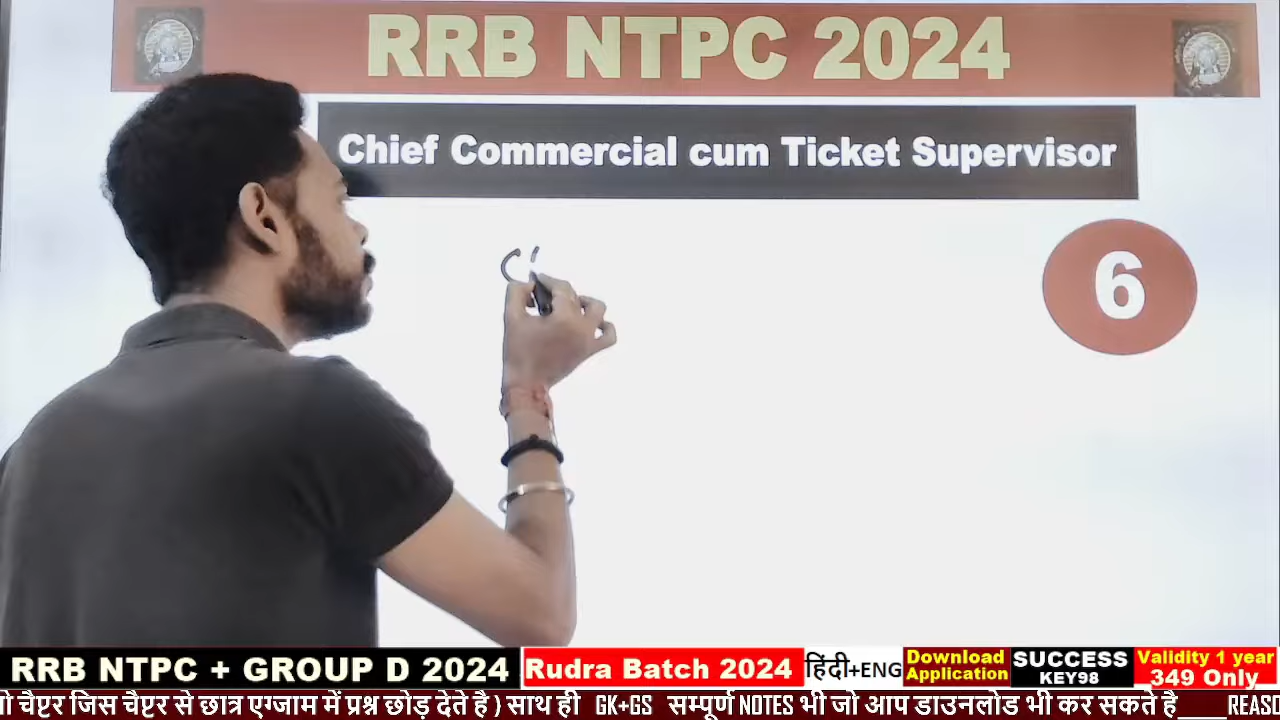 RRB NTPC 2024
Chief Commercial cum Ticket Supervisor
6
RRB NTPC + GROUP D 2024
Rudra Batch 2024
हिंदी+ENG
Download
Application
SUCCESS
KEY98
Validity 1 year
349 Only
चैप्टर जिस चैप्टर से छात्र एग्जाम में प्रश्न छोड़ देते है ) साथ ही GK+GS सम्पूर्ण NOTES भी जो आप डाउनलोड भी कर सकते है